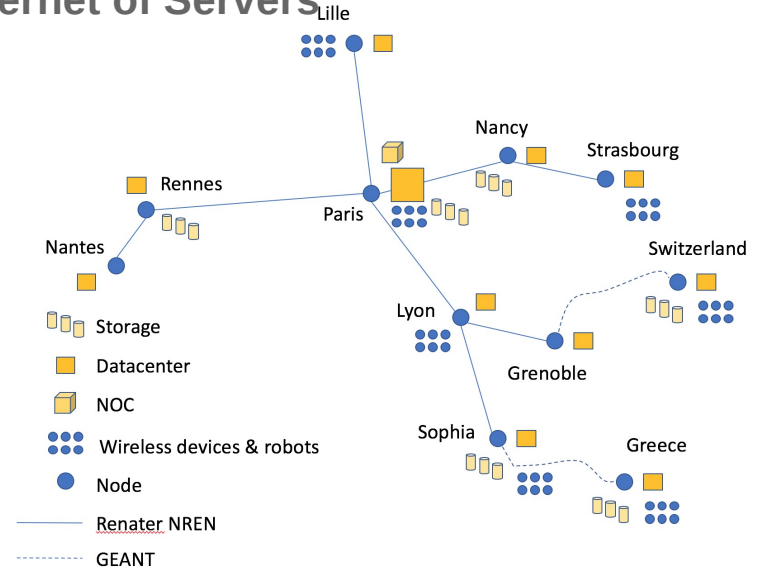 ernet of Servers
Lille
Nancy
Strasbourg
Rennes
Paris
Nantes
Switzerland
Lyon
Storage
Datacenter
Grenoble
NOC
Sophia
Wireless devices & robots
Greece
Node
Renater NREN
GEANT